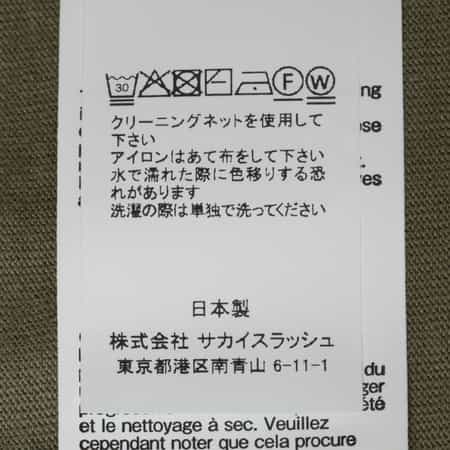 30 F W
クリーニングネットを使用して
下さい
アイロンはあて布をして下さい
水で濡れた際に色移りする恐
れがあります
洗濯の際は単独で洗ってください
日本製
株式会社 サカイスラッシュ
東京都港区南青山 6-11-1
du
et le nettoyage à sec. Veuillez
cependant noter que cela procure